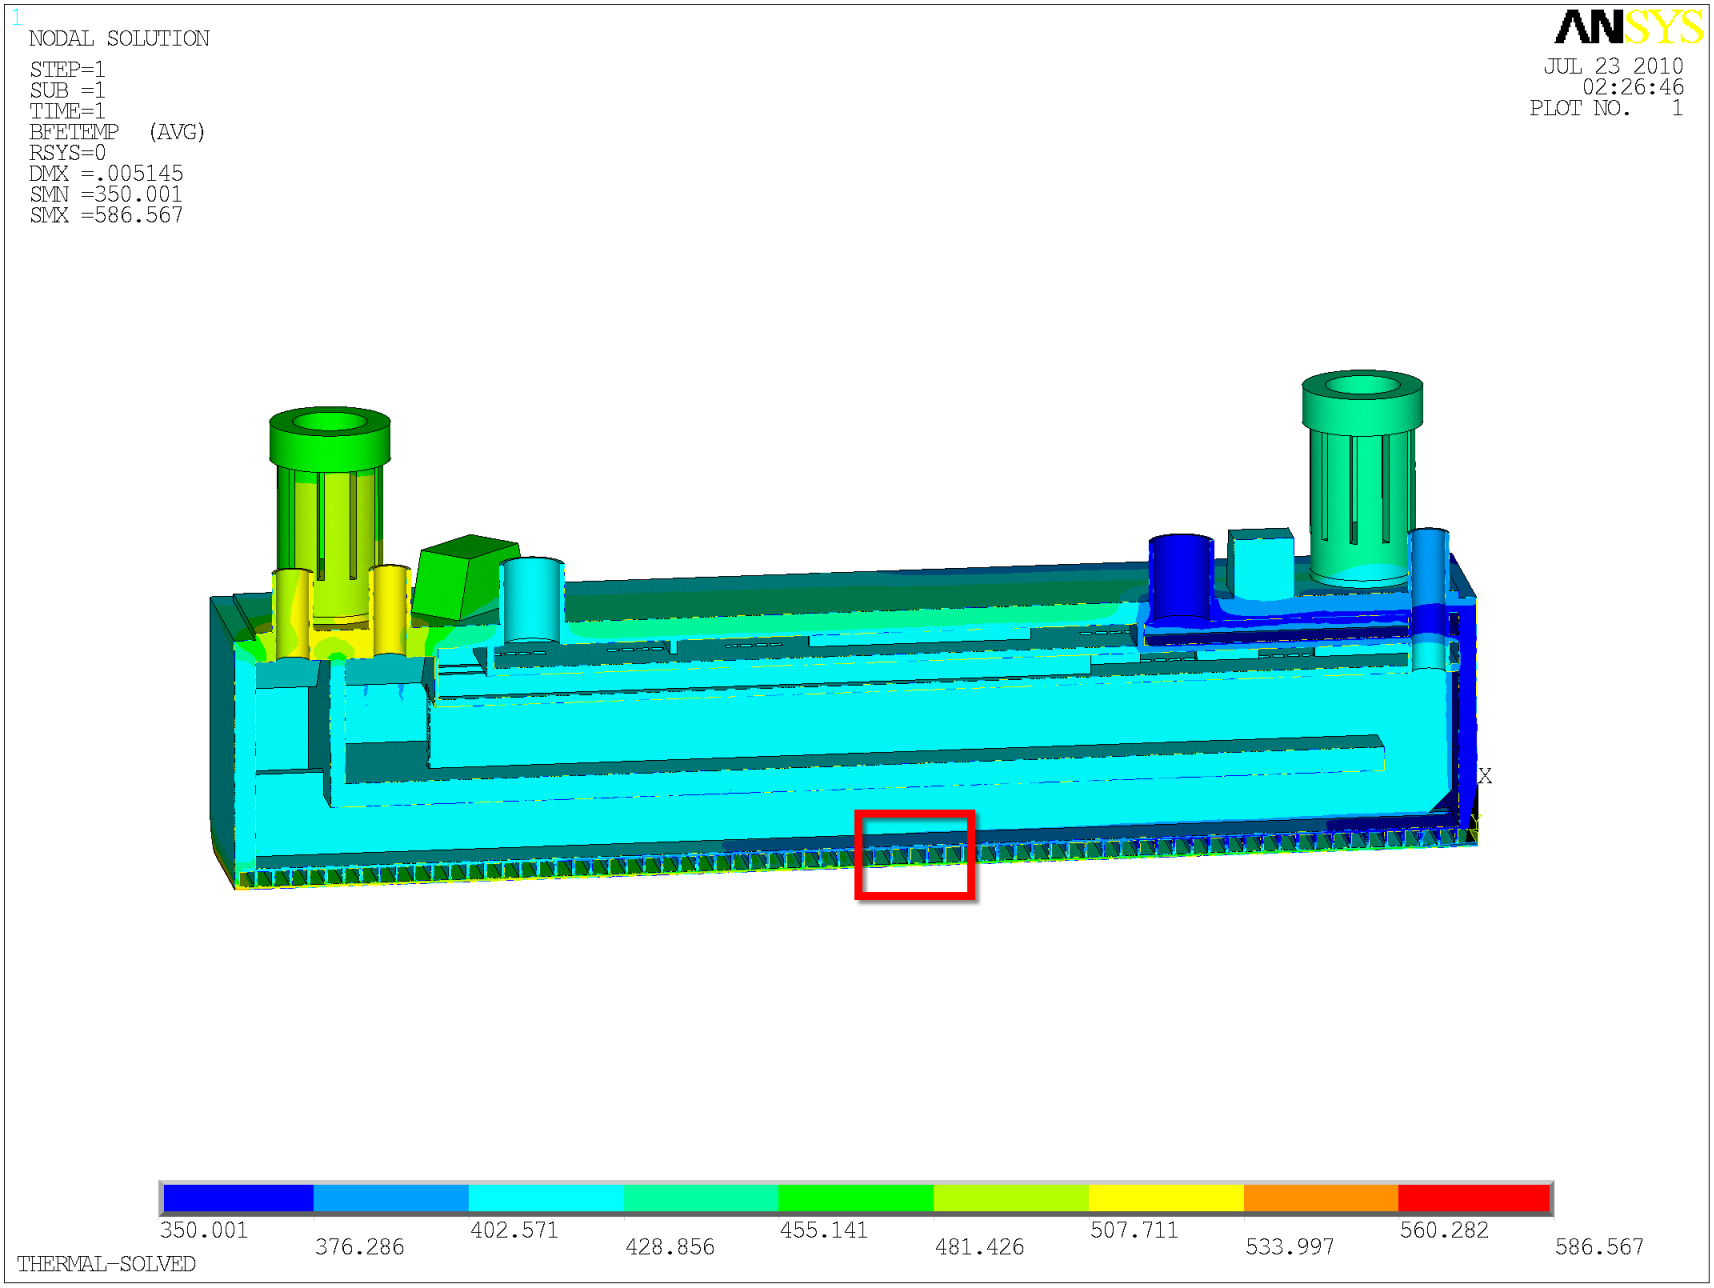 1
NODAL SOLUTION
STEP=1
SUB =1
TIME=1
BFETEMP (AVG)
RSYS=0
DMX =.005145
SMN =350.001
SMX =586.567
ANSYS
JUL 23 2010
02:26:46
PLOT NO. 1
X
Y
350.001
376.286
402.571
428.856
455.141
481.426
507.711
533.997
560.282
586.567
THERMAL-SOLVED